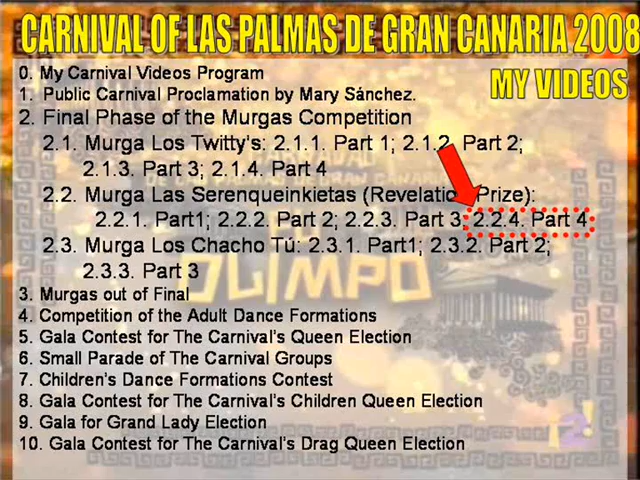 CARNIVAL OF LAS PALMAS DE GRAN CANARIA 2008
MY VIDEOS
0. My Carnival Videos Program
1. Public Carnival Proclamation by Mary Sánchez.
2. Final Phase of the Murgas Competition
2.1. Murga Los Twitty's: 2.1.1. Part 1; 2.1.2. Part 2;
2.1.3. Part 3; 2.1.4. Part 4
2.2. Murga Las Serenqueinkietas (Revelation Prize):
2.2.1. Part1; 2.2.2. Part 2; 2.2.3. Part 3; 2.2.4. Part 4
2.3. Murga Los Chacho Tú: 2.3.1. Part1; 2.3.2. Part 2;
2.3.3. Part 3
3. Murgas out of Final
4. Competition of the Adult Dance Formations
5. Gala Contest for The Carnival's Queen Election
6. Small Parade of The Carnival Groups
7. Children's Dance Formations Contest
8. Gala Contest for The Carnival's Children Queen Election
9. Gala for Grand Lady Election
10. Gala Contest for The Carnival's Drag Queen Election
OLIMPO